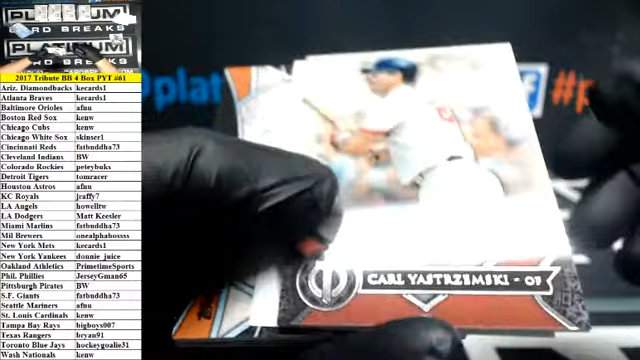 PLATINUM
CARD BREAKS
2017 Tribute BB 4 Box PYT #61
Ariz. Diamondbacks kecards1
Atlanta Braves kecards1
Baltimore Orioles afnu
Boston Red Sox kenw
Chicago Cubs kenw
Chicago White Sox skinser1
Cincinnati Reds fatbuddha73
Cleveland Indians BW
Colorado Rockies peteybuks
Detroit Tigers tomracer
Houston Astros afnu
KC Royals jraffy7
LA Angels howelltw
LA Dodgers Matt Keesler
Miami Marlins fatbuddha73
Mil Brewers onealphabossss
New York Mets kecards1
New York Yankees donnie_juice
Oakland Athletics PrimetimeSports
Phil. Phillies JerseyGman65
Pittsburgh Pirates BW
S.F. Giants fatbuddha73
Seattle Mariners afnu
St. Louis Cardinals kenw
Tampa Bay Rays bigboys007
Texas Rangers bryan91
Toronto Blue Jays hockeygoalie31
Wash Nationals kenw
@plat
#p
CARL YASTRZEMSKI - OF